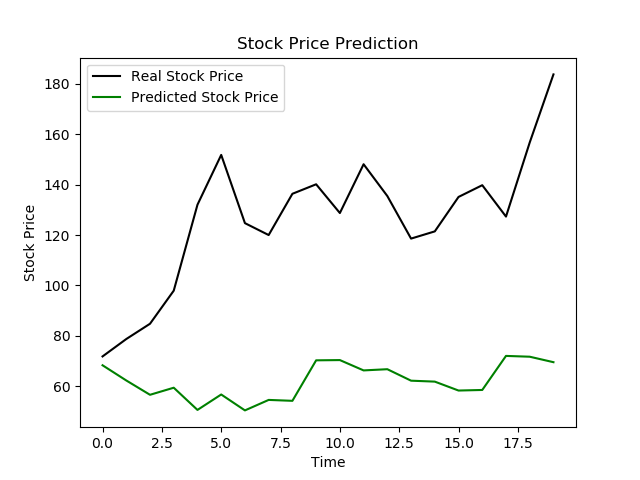 Stock Price Prediction
Real Stock Price
Predicted Stock Price
Stock Price
180
160
140
120
100
80
60
0.0 2.5 5.0 7.5 10.0 12.5 15.0 17.5
Time